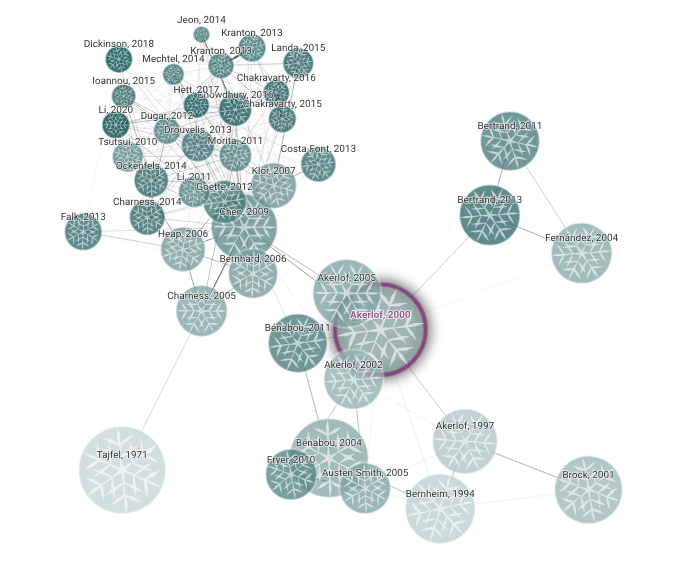 Jeon, 2014
Kranton, 2013
Dickinson, 2018
Landa, 2015
Kranton, 2013
Mechtel, 2014
Ioannou, 2015
Chakravarty, 2016
Hett, 2017
Chowdhury, 2016
Chakravarty, 2015
Li, 2020
Dugar, 2012
Drouvelis, 2013
Tsutsui, 2010
Morita, 2011
Costa Font, 2013
Ockenfels, 2014
Klor, 2007
Li, 2011
Goette, 2012
Charness, 2014
Chen, 2009
Falk, 2013
Heap, 2006
Bernhard, 2006
Charness, 2005
Bertrand, 2011
Bertrand, 2013
Fernández, 2004
Akerlof, 2005
Akerlof, 2000
Bénabou, 2011
Akerlof, 2002
Akerlof, 1997
Bénabou, 2004
Tajfel, 1971
Fryer, 2010
Austen Smith, 2005
Brock, 2001
Bernheim, 1994